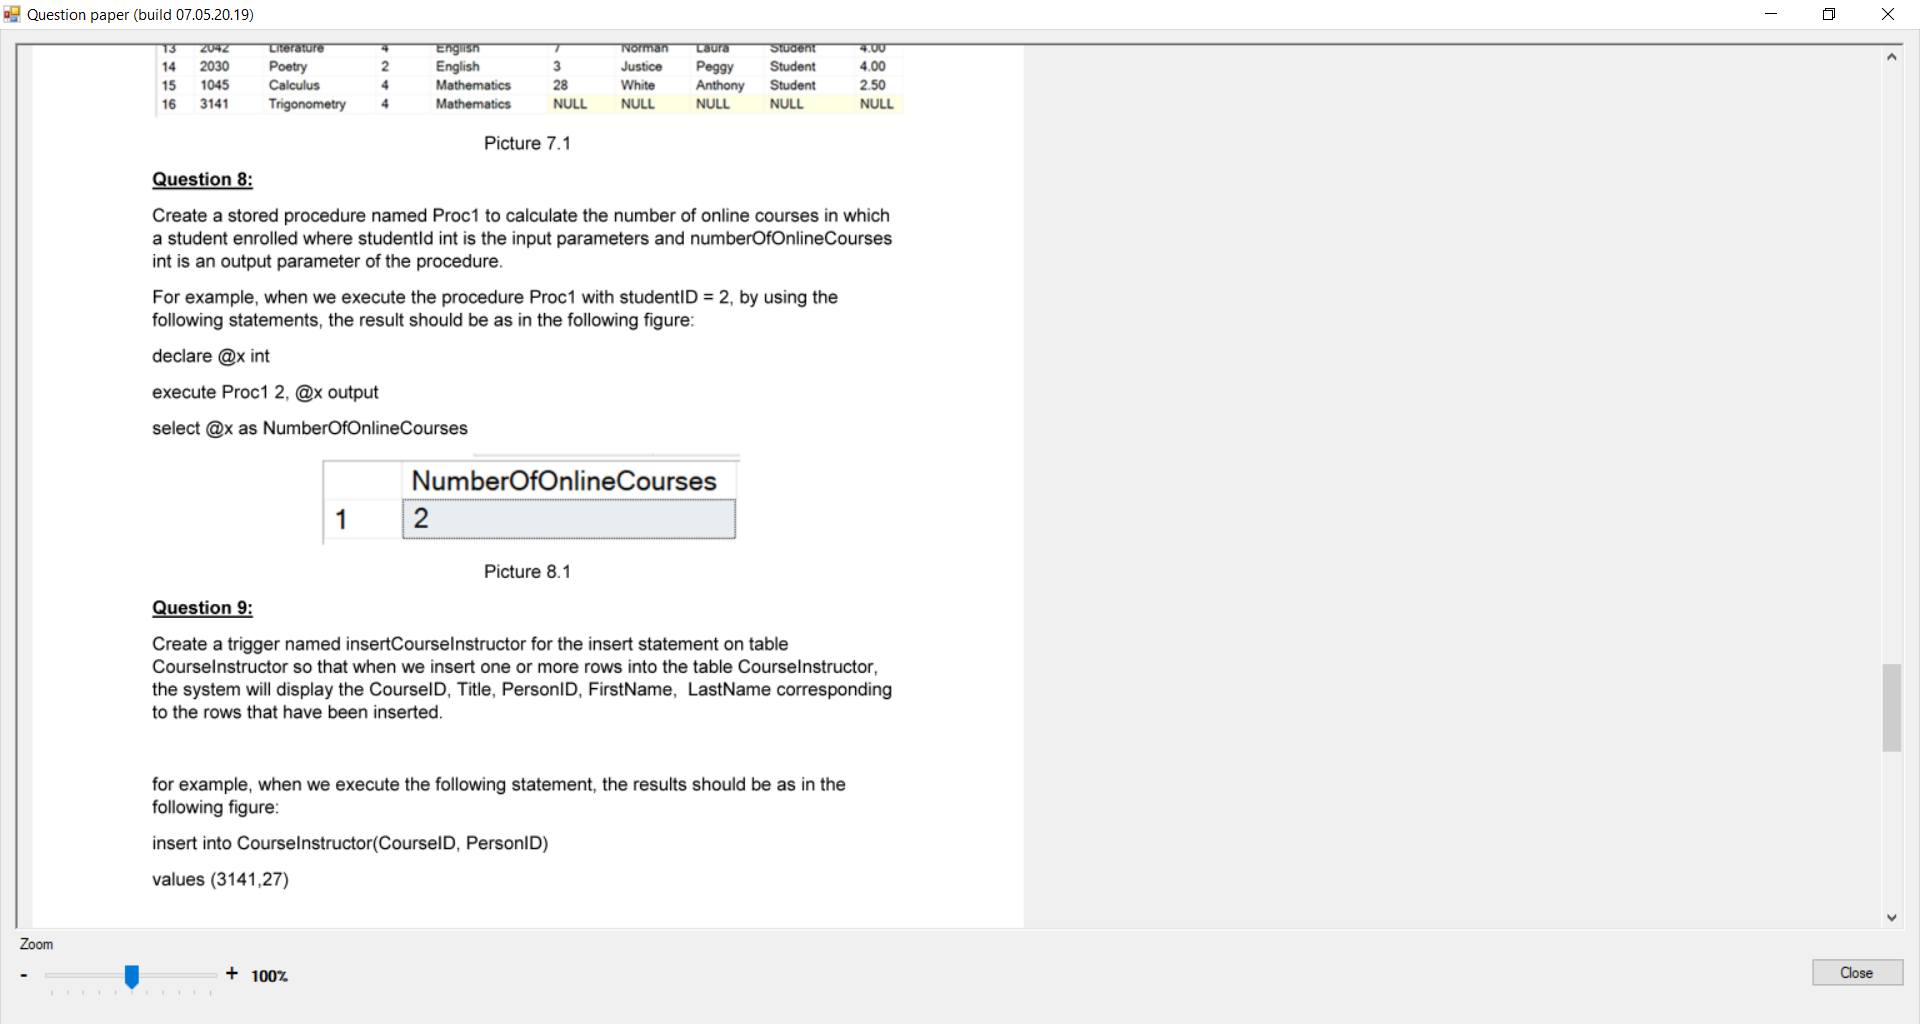 Question paper (build 07.05.20.19)
13 2042 Literature 4 English 7 Norman Laura Student 4.00
14 2030 Poetry 2 English 3 Justice Peggy Student 4.00
15 1045 Calculus 4 Mathematics 28 White Anthony Student 2.50
16 3141 Trigonometry 4 Mathematics NULL NULL NULL NULL NULL
Picture 7.1
Question 8:
Create a stored procedure named Proc1 to calculate the number of online courses in which
a student enrolled where studentId int is the input parameters and numberOfOnlineCourses
int is an output parameter of the procedure.
For example, when we execute the procedure Proc1 with studentID = 2, by using the
following statements, the result should be as in the following figure:
declare @x int
execute Proc1 2, @x output
select @x as NumberOfOnlineCourses
NumberOfOnlineCourses
1 2
Picture 8.1
Question 9:
Create a trigger named insertCourseInstructor for the insert statement on table
CourseInstructor so that when we insert one or more rows into the table CourseInstructor,
the system will display the CourseID, Title, PersonID, FirstName, LastName corresponding
to the rows that have been inserted.
for example, when we execute the following statement, the results should be as in the
following figure:
insert into CourseInstructor(CourseID, PersonID)
values (3141,27)
Zoom
- + 100%
Close